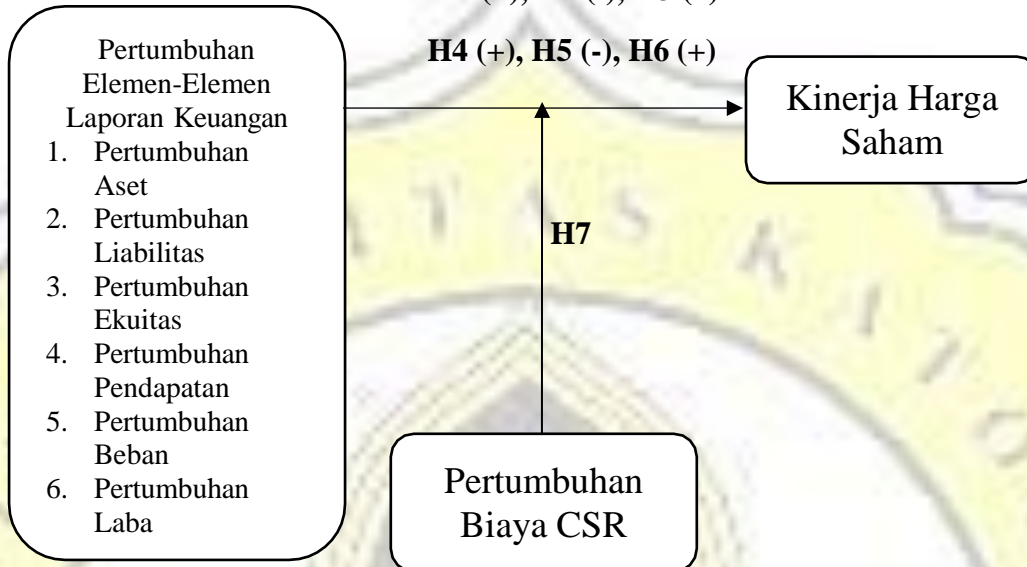 Pertumbuhan
Elemen-Elemen
Laporan Keuangan
1. Pertumbuhan
Aset
2. Pertumbuhan
Liabilitas
3. Pertumbuhan
Ekuitas
4. Pertumbuhan
Pendapatan
5. Pertumbuhan
Beban
6. Pertumbuhan
Laba
H4 (+), H5 (-), H6 (+)
Kinerja Harga
Saham
H7
Pertumbuhan
Biaya CSR